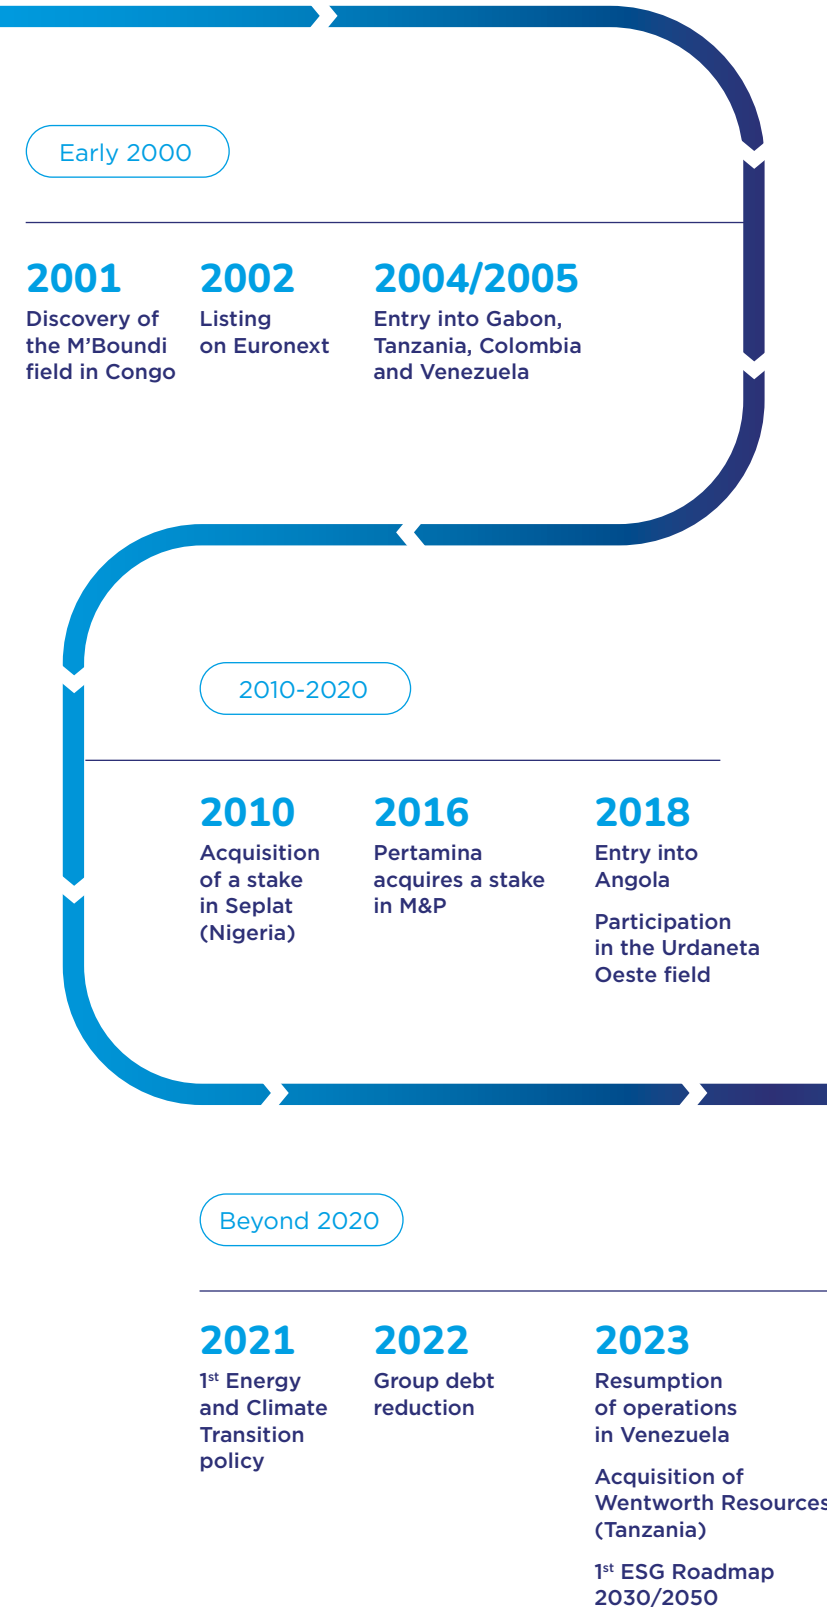 Early 2000
2001
Discovery of
the M'Boundi
field in Congo
2002
Listing
on Euronext
2004/2005
Entry into Gabon,
Tanzania, Colombia
and Venezuela
2010-2020
2010
Acquisition
of a stake
in Seplat
(Nigeria)
2016
Pertamina
acquires a stake
in M&P
2018
Entry into
Angola
Participation
in the Urdaneta
Oeste field
Beyond 2020
2021
1st Energy
and Climate
Transition
policy
2022
Group debt
reduction
2023
Resumption
of operations
in Venezuela
Acquisition of
Wentworth Resources
(Tanzania)
1st ESG Roadmap
2030/2050